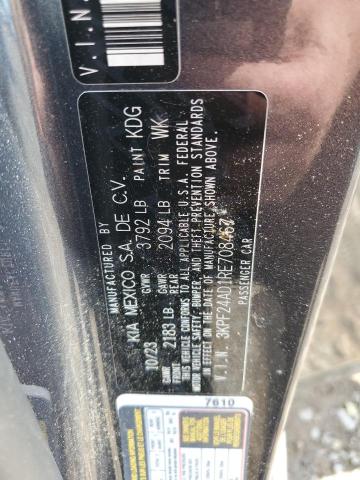 V.I.N.
MANUFACTURED BY
KIA MEXICO S.A. DE C.V.
10/23 GVWR 3792 LB PAINT KDG
GAWR FRONT 2183 LB GAWR REAR 2094 LB TRIM WK
THIS VEHICLE CONFORMS TO ALL APPLICABLE U.S.A. FEDERAL
MOTOR VEHICLE SAFETY, BUMPER, AND THEFT PREVENTION STANDARDS
IN EFFECT ON THE DATE OF MANUFACTURE SHOWN ABOVE.
V.I.N. 3KPF24AD1RE708
PASSENGER CAR
7610